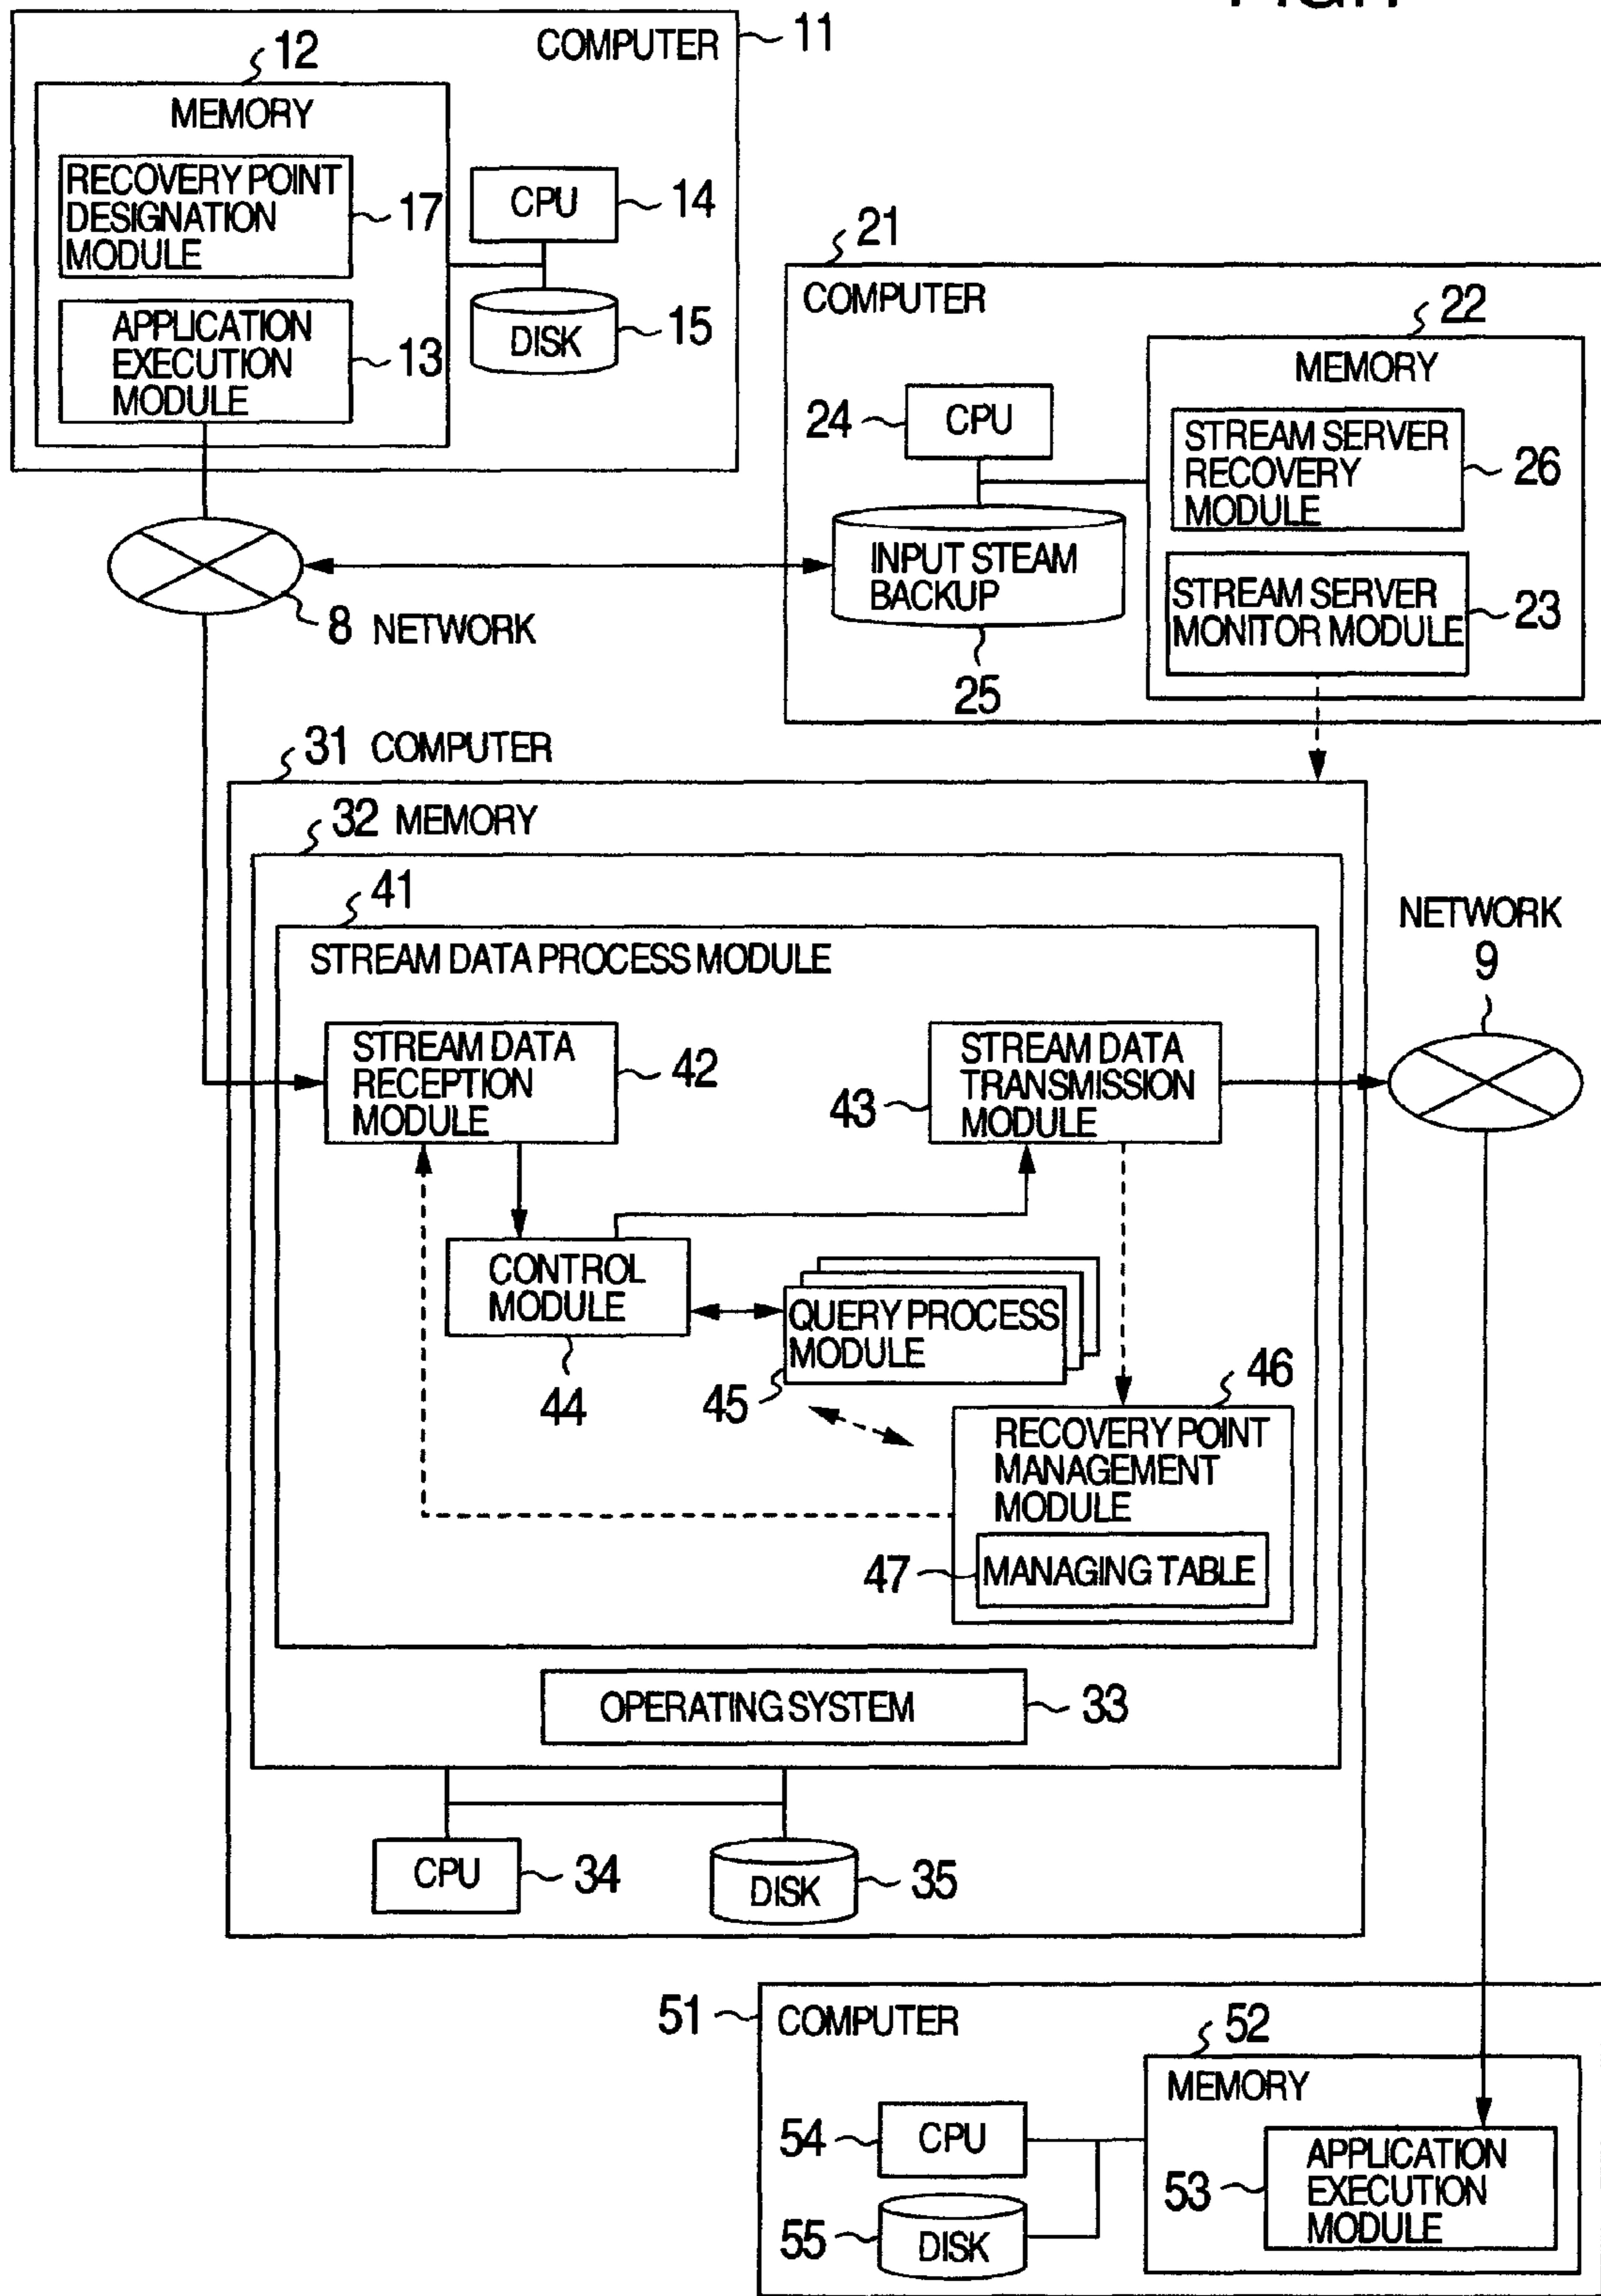 COMPUTER 11
12
MEMORY
RECOVERY POINT
DESIGNATION
MODULE
17
APPLICATION
EXECUTION
MODULE
13
CPU 14
DISK 15
21
COMPUTER
22
MEMORY
24 CPU
STREAM SERVER
RECOVERY
MODULE
26
INPUT STEAM
BACKUP
25
STREAM SERVER
MONITOR MODULE
23
8 NETWORK
31 COMPUTER
32 MEMORY
41
STREAM DATA PROCESS MODULE
STREAM DATA
RECEPTION
MODULE
42
STREAM DATA
TRANSMISSION
MODULE
43
NETWORK
9
CONTROL
MODULE
44
QUERY PROCESS
MODULE
45
46
RECOVERY POINT
MANAGEMENT
MODULE
47 MANAGING TABLE
OPERATING SYSTEM 33
CPU 34
DISK 35
51 COMPUTER
52
MEMORY
54 CPU
55 DISK
53
APPLICATION
EXECUTION
MODULE